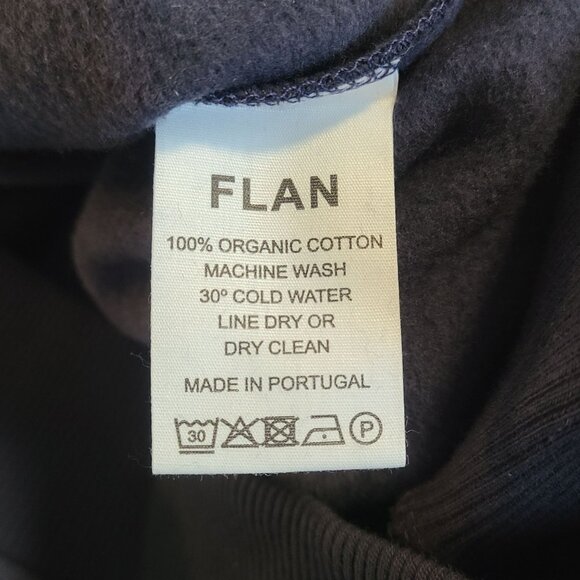 FLAN
100% ORGANIC COTTON
MACHINE WASH
30º COLD WATER
LINE DRY OR
DRY CLEAN
MADE IN PORTUGAL
30 P